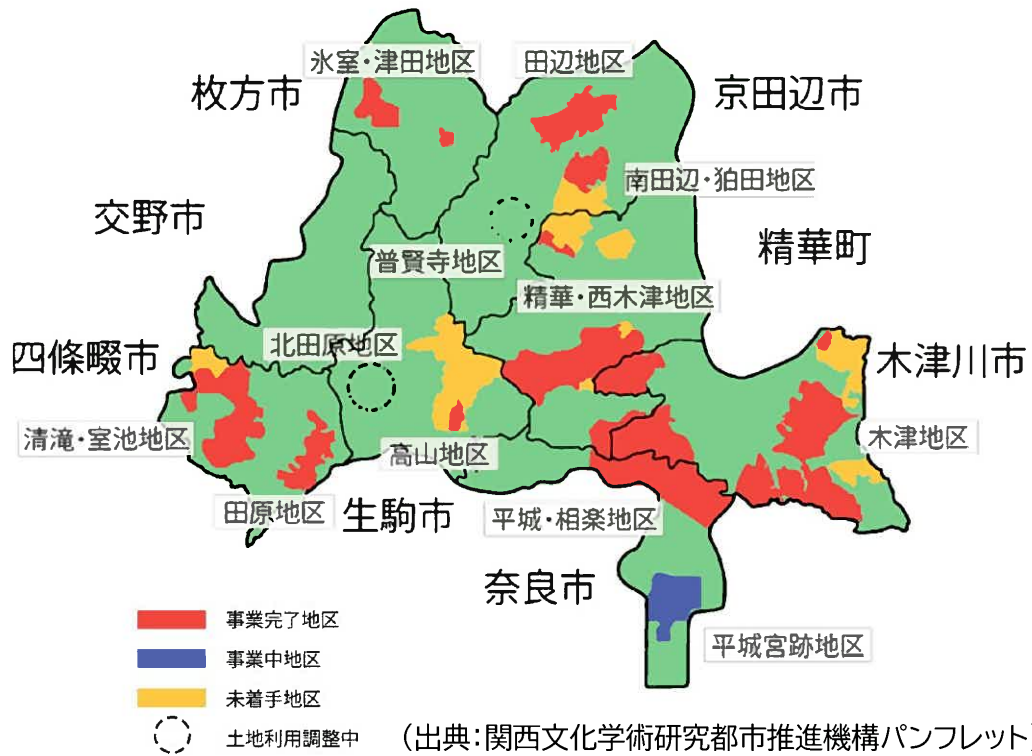 氷室・津田地区
田辺地区
枚方市
京田辺市
南田辺・狛田地区
交野市
精華町
普賢寺地区
精華・西木津地区
北田原地区
四條畷市
木津川市
清滝・室池地区
高山地区
木津地区
田原地区
生駒市
平城・相楽地区
奈良市
平城宮跡地区
事業完了地区
事業中地区
未着手地区
土地利用調整中
（出典：関西文化学術研究都市推進機構パンフレット）